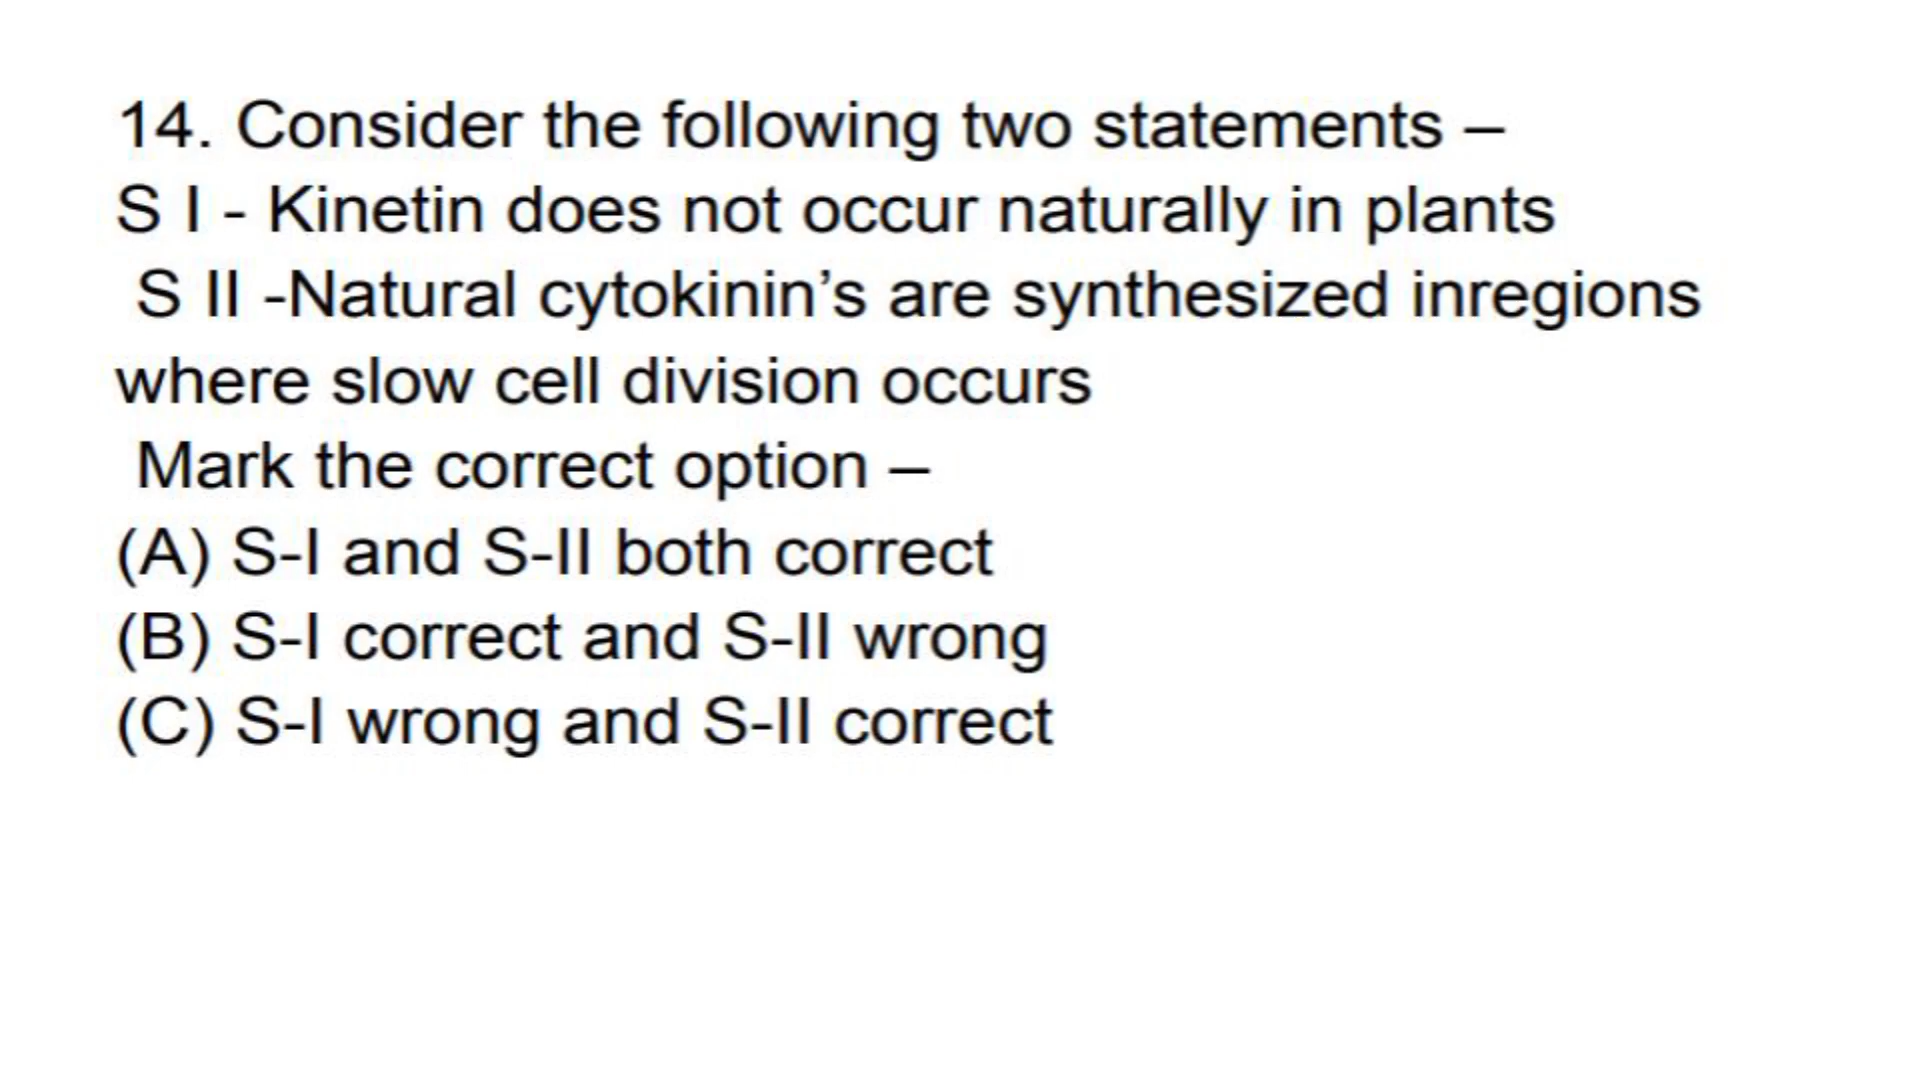 14. Consider the following two statements –
S I - Kinetin does not occur naturally in plants
S II -Natural cytokinin’s are synthesized inregions
where slow cell division occurs
Mark the correct option –
(A) S-I and S-II both correct
(B) S-I correct and S-II wrong
(C) S-I wrong and S-II correct